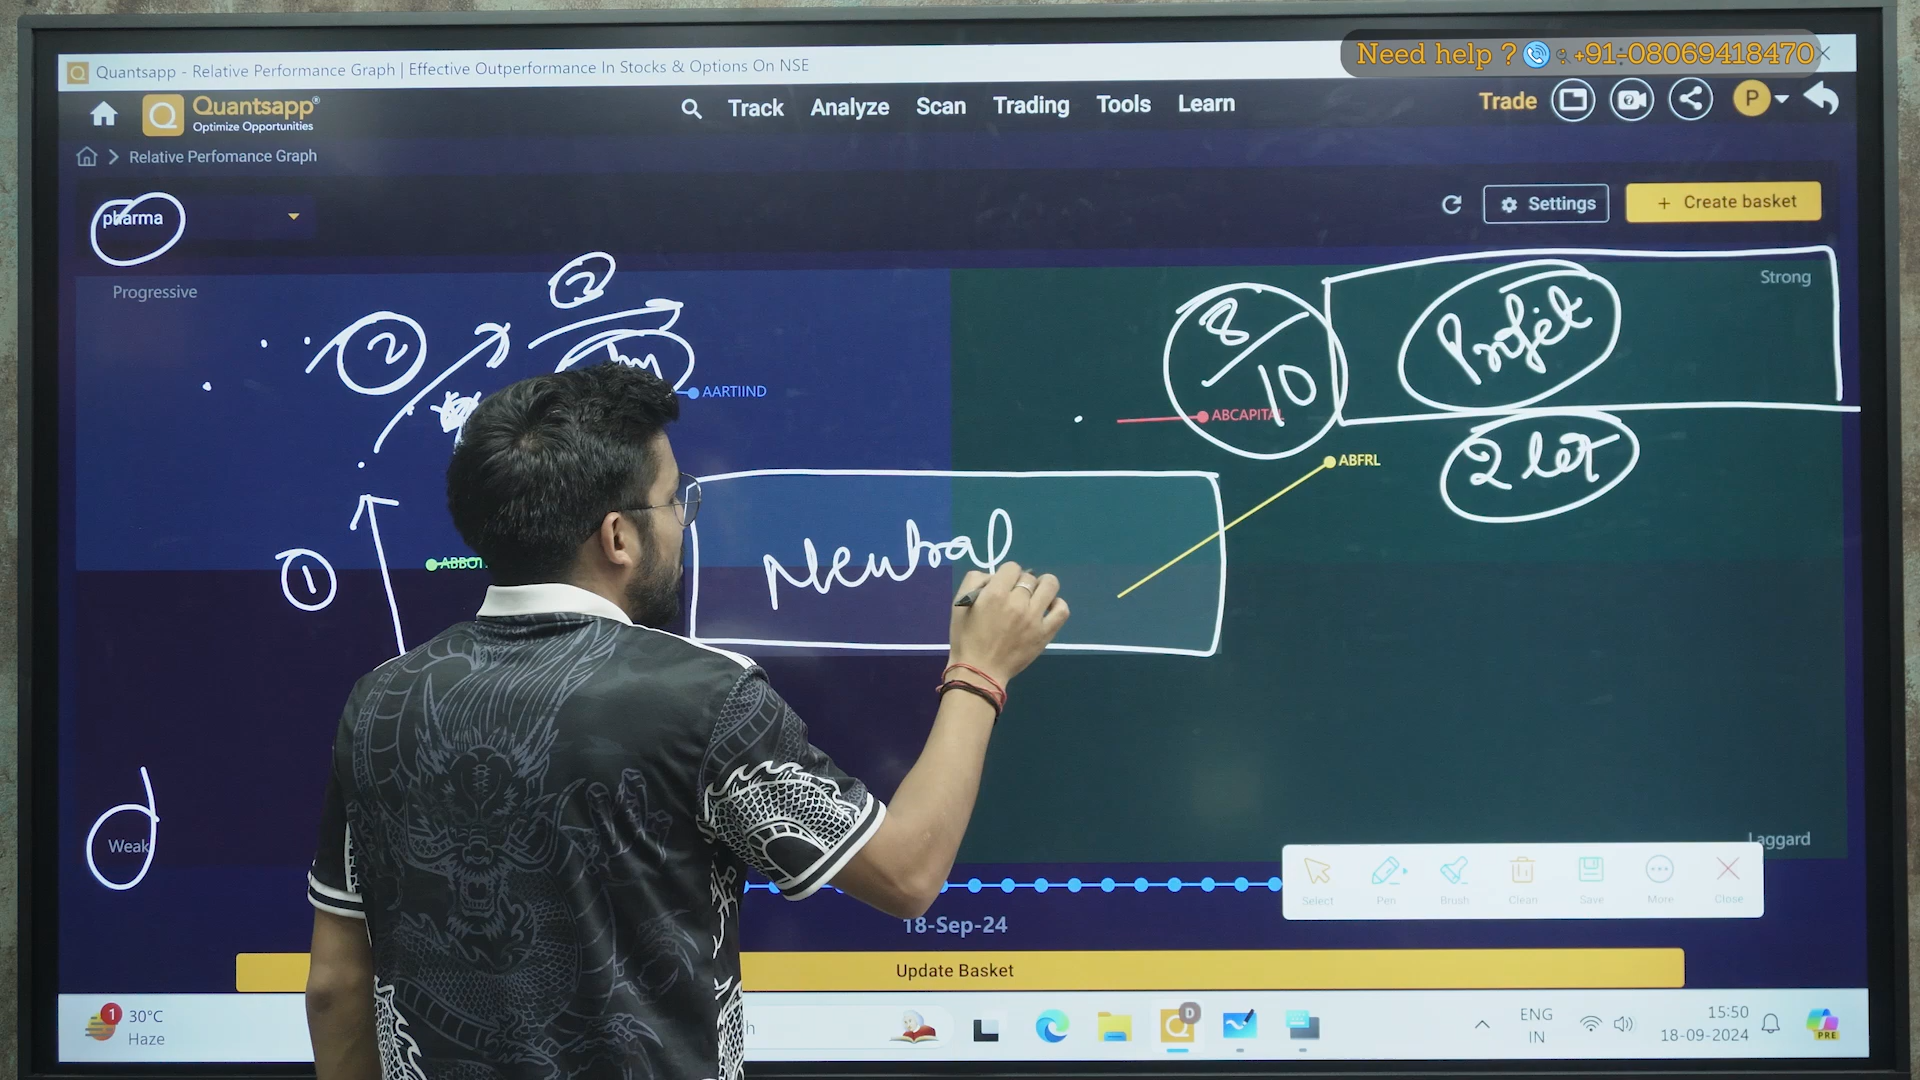 Need help ? : +91-08069418470
Quantsapp - Relative Performance Graph | Effective Outperformance In Stocks & Options On NSE
Quantsapp®
Optimize Opportunities
Track Analyze Scan Trading Tools Learn
Trade
P
Relative Perfomance Graph
pharma
Settings
+ Create basket
Progressive
Strong
2
8/10
Profit
AARTIIND
ABCAPITAL
ABFRL
2 lot
Neutral
1
ABBOT
Weak
Laggard
Select Pen Brush Clean Save More Close
18-Sep-24
Update Basket
1
30°C
Haze
D
ENG
IN
15:50
18-09-2024
PRE